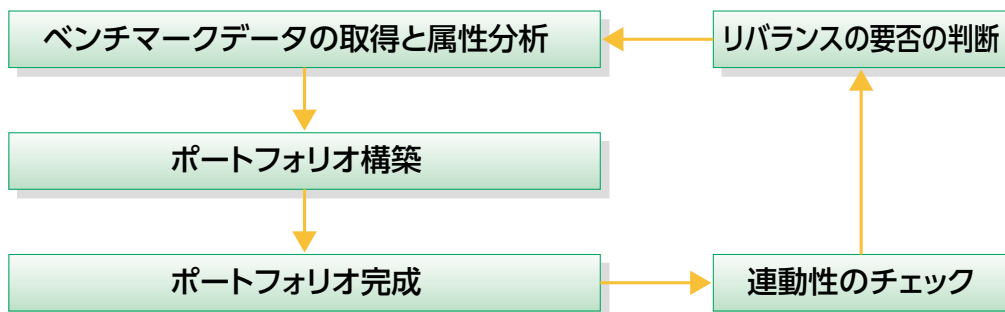 ベンチマークデータの取得と属性分析
リバランスの要否の判断
ポートフォリオ構築
ポートフォリオ完成
連動性のチェック